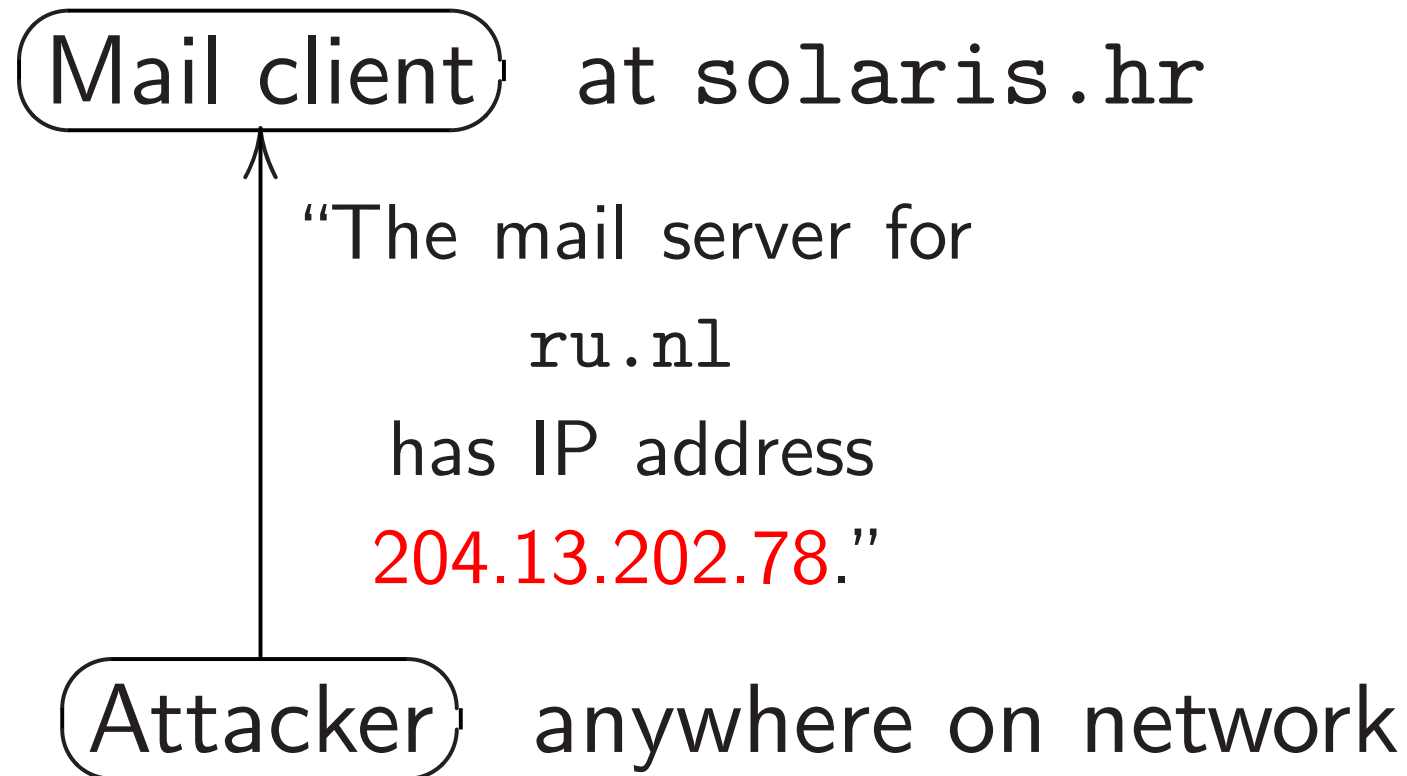 Mail client at solaris.hr
“The mail server for
ru.nl
has IP address
204.13.202.78.”
Attacker anywhere on network